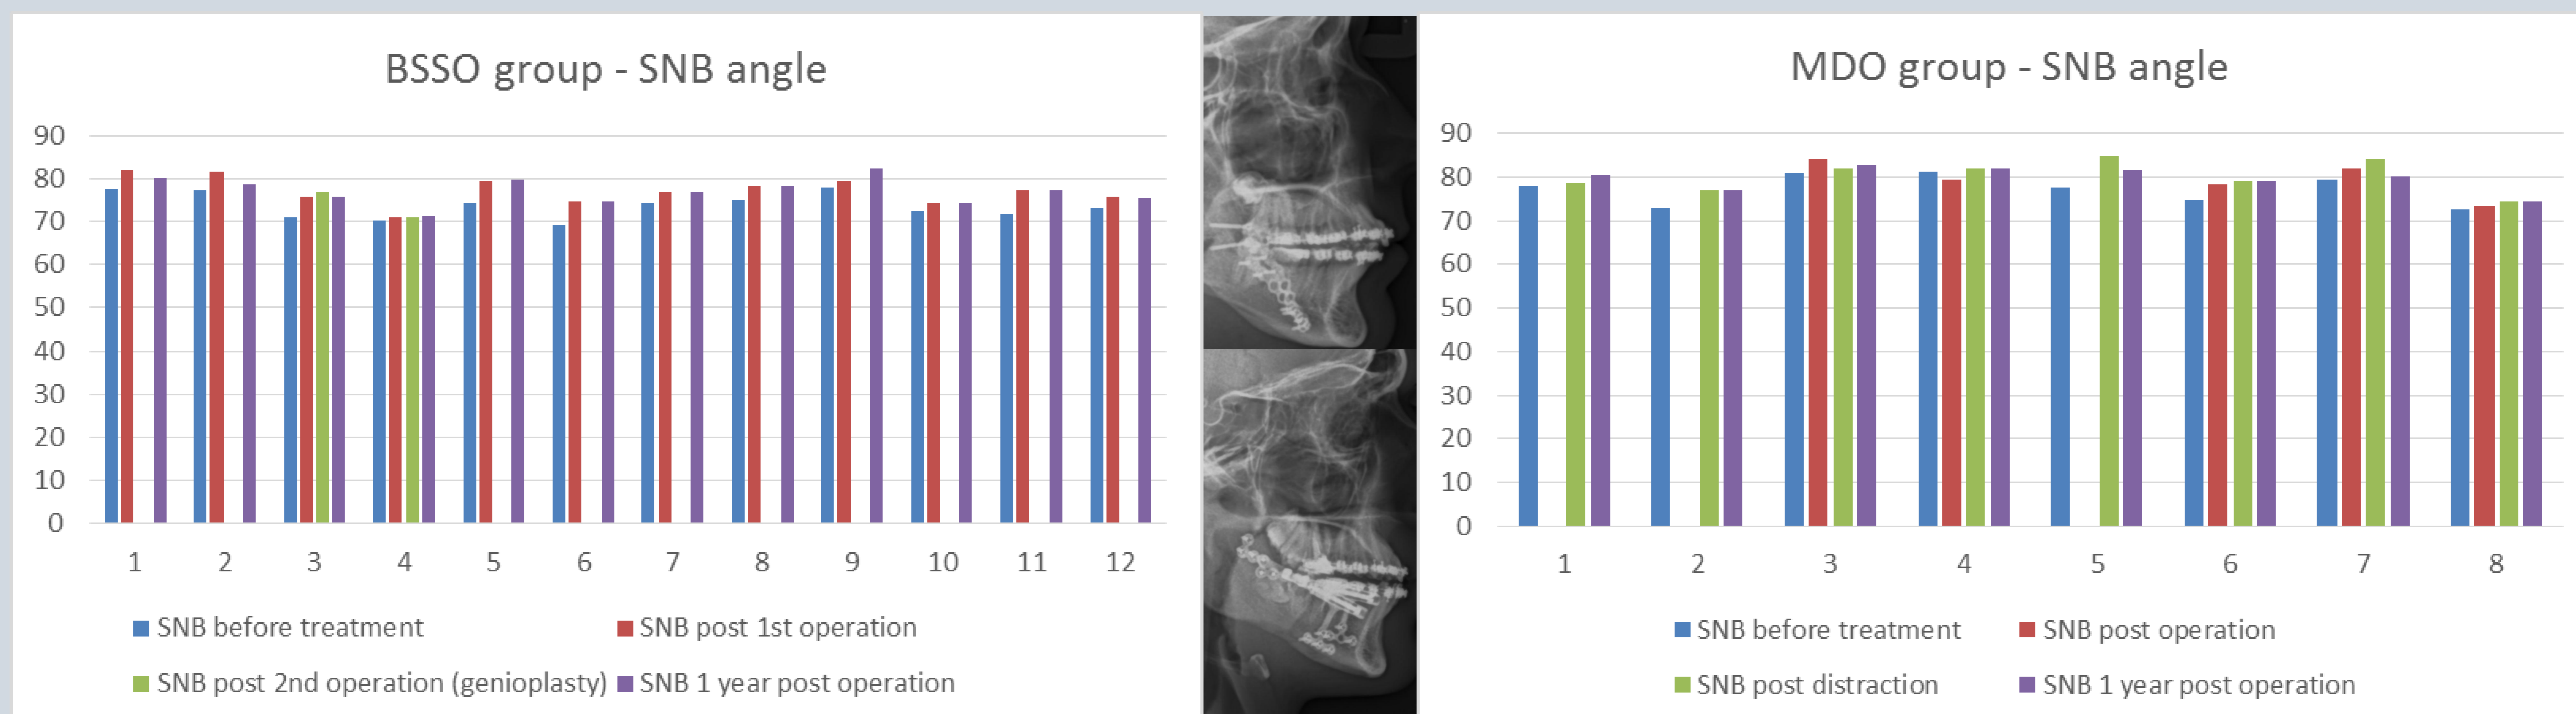 BSSO group - SNB angle
90
80
70
60
50
40
30
20
10
0
1 2 3 4 5 6 7 8 9 10 11 12
SNB before treatment SNB post 1st operation
SNB post 2nd operation (genioplasty) SNB 1 year post operation
MDO group - SNB angle
90
80
70
60
50
40
30
20
10
0
1 2 3 4 5 6 7 8
SNB before treatment SNB post operation
SNB post distraction SNB 1 year post operation